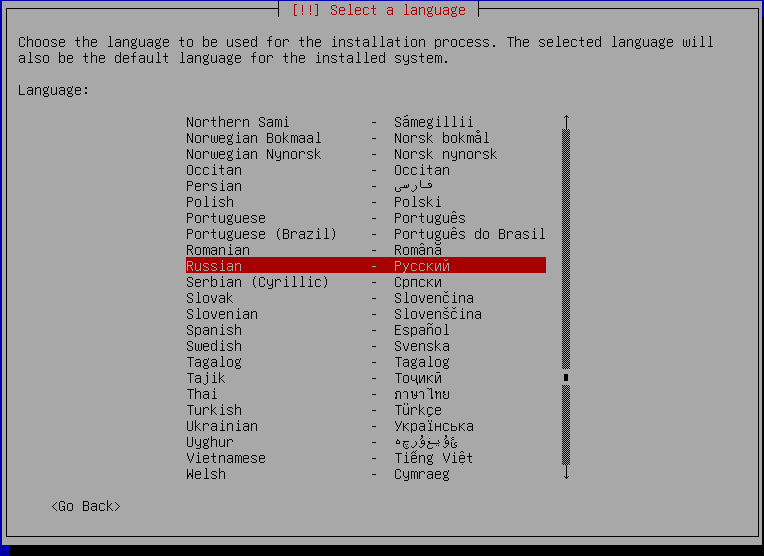 [!!] Select a language
Choose the language to be used for the installation process. The selected language will
also be the default language for the installed system.
Language:
Northern Sami - Sámegillii
Norwegian Bokmaal - Norsk bokmål
Norwegian Nynorsk - Norsk nynorsk
Occitan - Occitan
Persian - فارسی
Polish - Polski
Portuguese - Português
Portuguese (Brazil) - Português do Brasil
Romanian - Română
Russian - Русский
Serbian (Cyrillic) - Српски
Slovak - Slovenčina
Slovenian - Slovenščina
Spanish - Español
Swedish - Svenska
Tagalog - Tagalog
Tajik - Тоҷикӣ
Thai - ภาษาไทย
Turkish - Türkçe
Ukrainian - Українська
Uyghur - ئۇيغۇرچە
Vietnamese - Tiếng Việt
Welsh - Cymraeg
<Go Back>